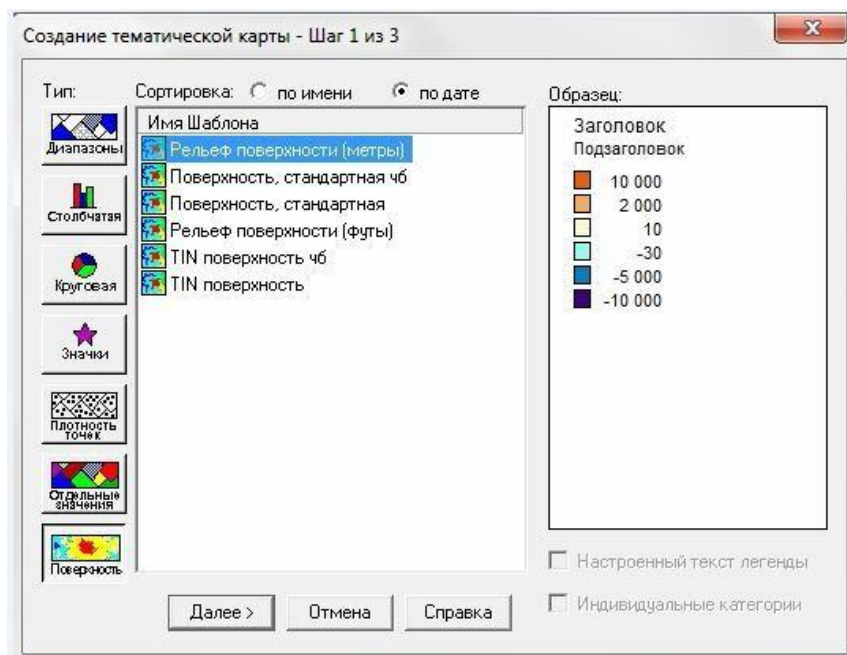 Создание тематической карты - Шаг 1 из 3
Тип:
Диапазоны
Столбчатая
Круговая
Значки
Плотность
точек
Отдельные
значения
Поверхность
Сортировка: по имени по дате
Имя Шаблона
Рельеф поверхности (метры)
Поверхность, стандартная чб
Поверхность, стандартная
Рельеф поверхности (футы)
TIN поверхность чб
TIN поверхность
Образец:
Заголовок
Подзаголовок
10 000
2 000
10
-30
-5 000
-10 000
Настроенный текст легенды
Индивидуальные категории
Далее > Отмена Справка